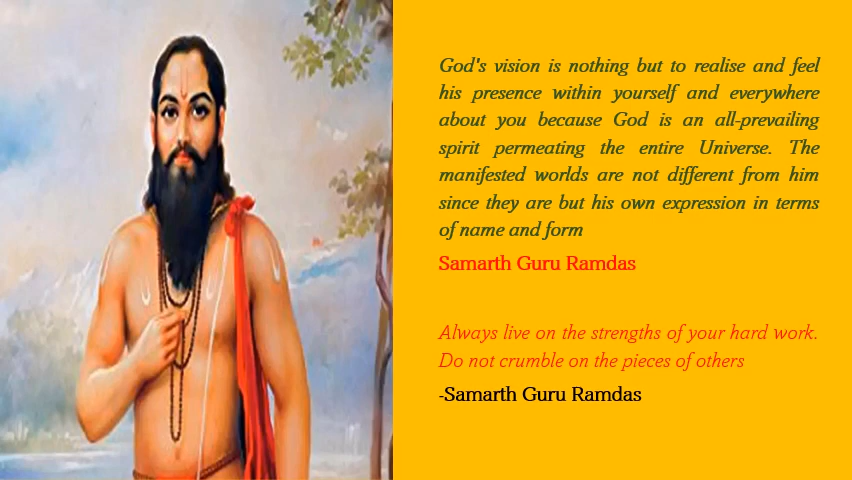 God's vision is nothing but to realise and feel
his presence within yourself and everywhere
about you because God is an all-prevailing
spirit permeating the entire Universe. The
manifested worlds are not different from him
since they are but his own expression in terms
of name and form
Samarth Guru Ramdas
Always live on the strengths of your hard work.
Do not crumble on the pieces of others
-Samarth Guru Ramdas